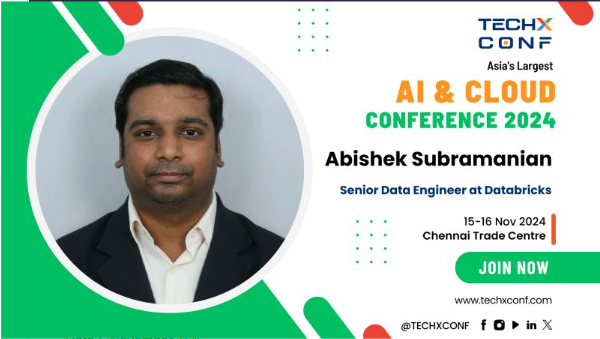 TECHX
CONF
Asia's Largest
AI & CLOUD
CONFERENCE 2024
Abishek Subramanian
Senior Data Engineer at Databricks
15-16 Nov 2024
Chennai Trade Centre
JOIN NOW
www.techxconf.com
@TECHXCONF